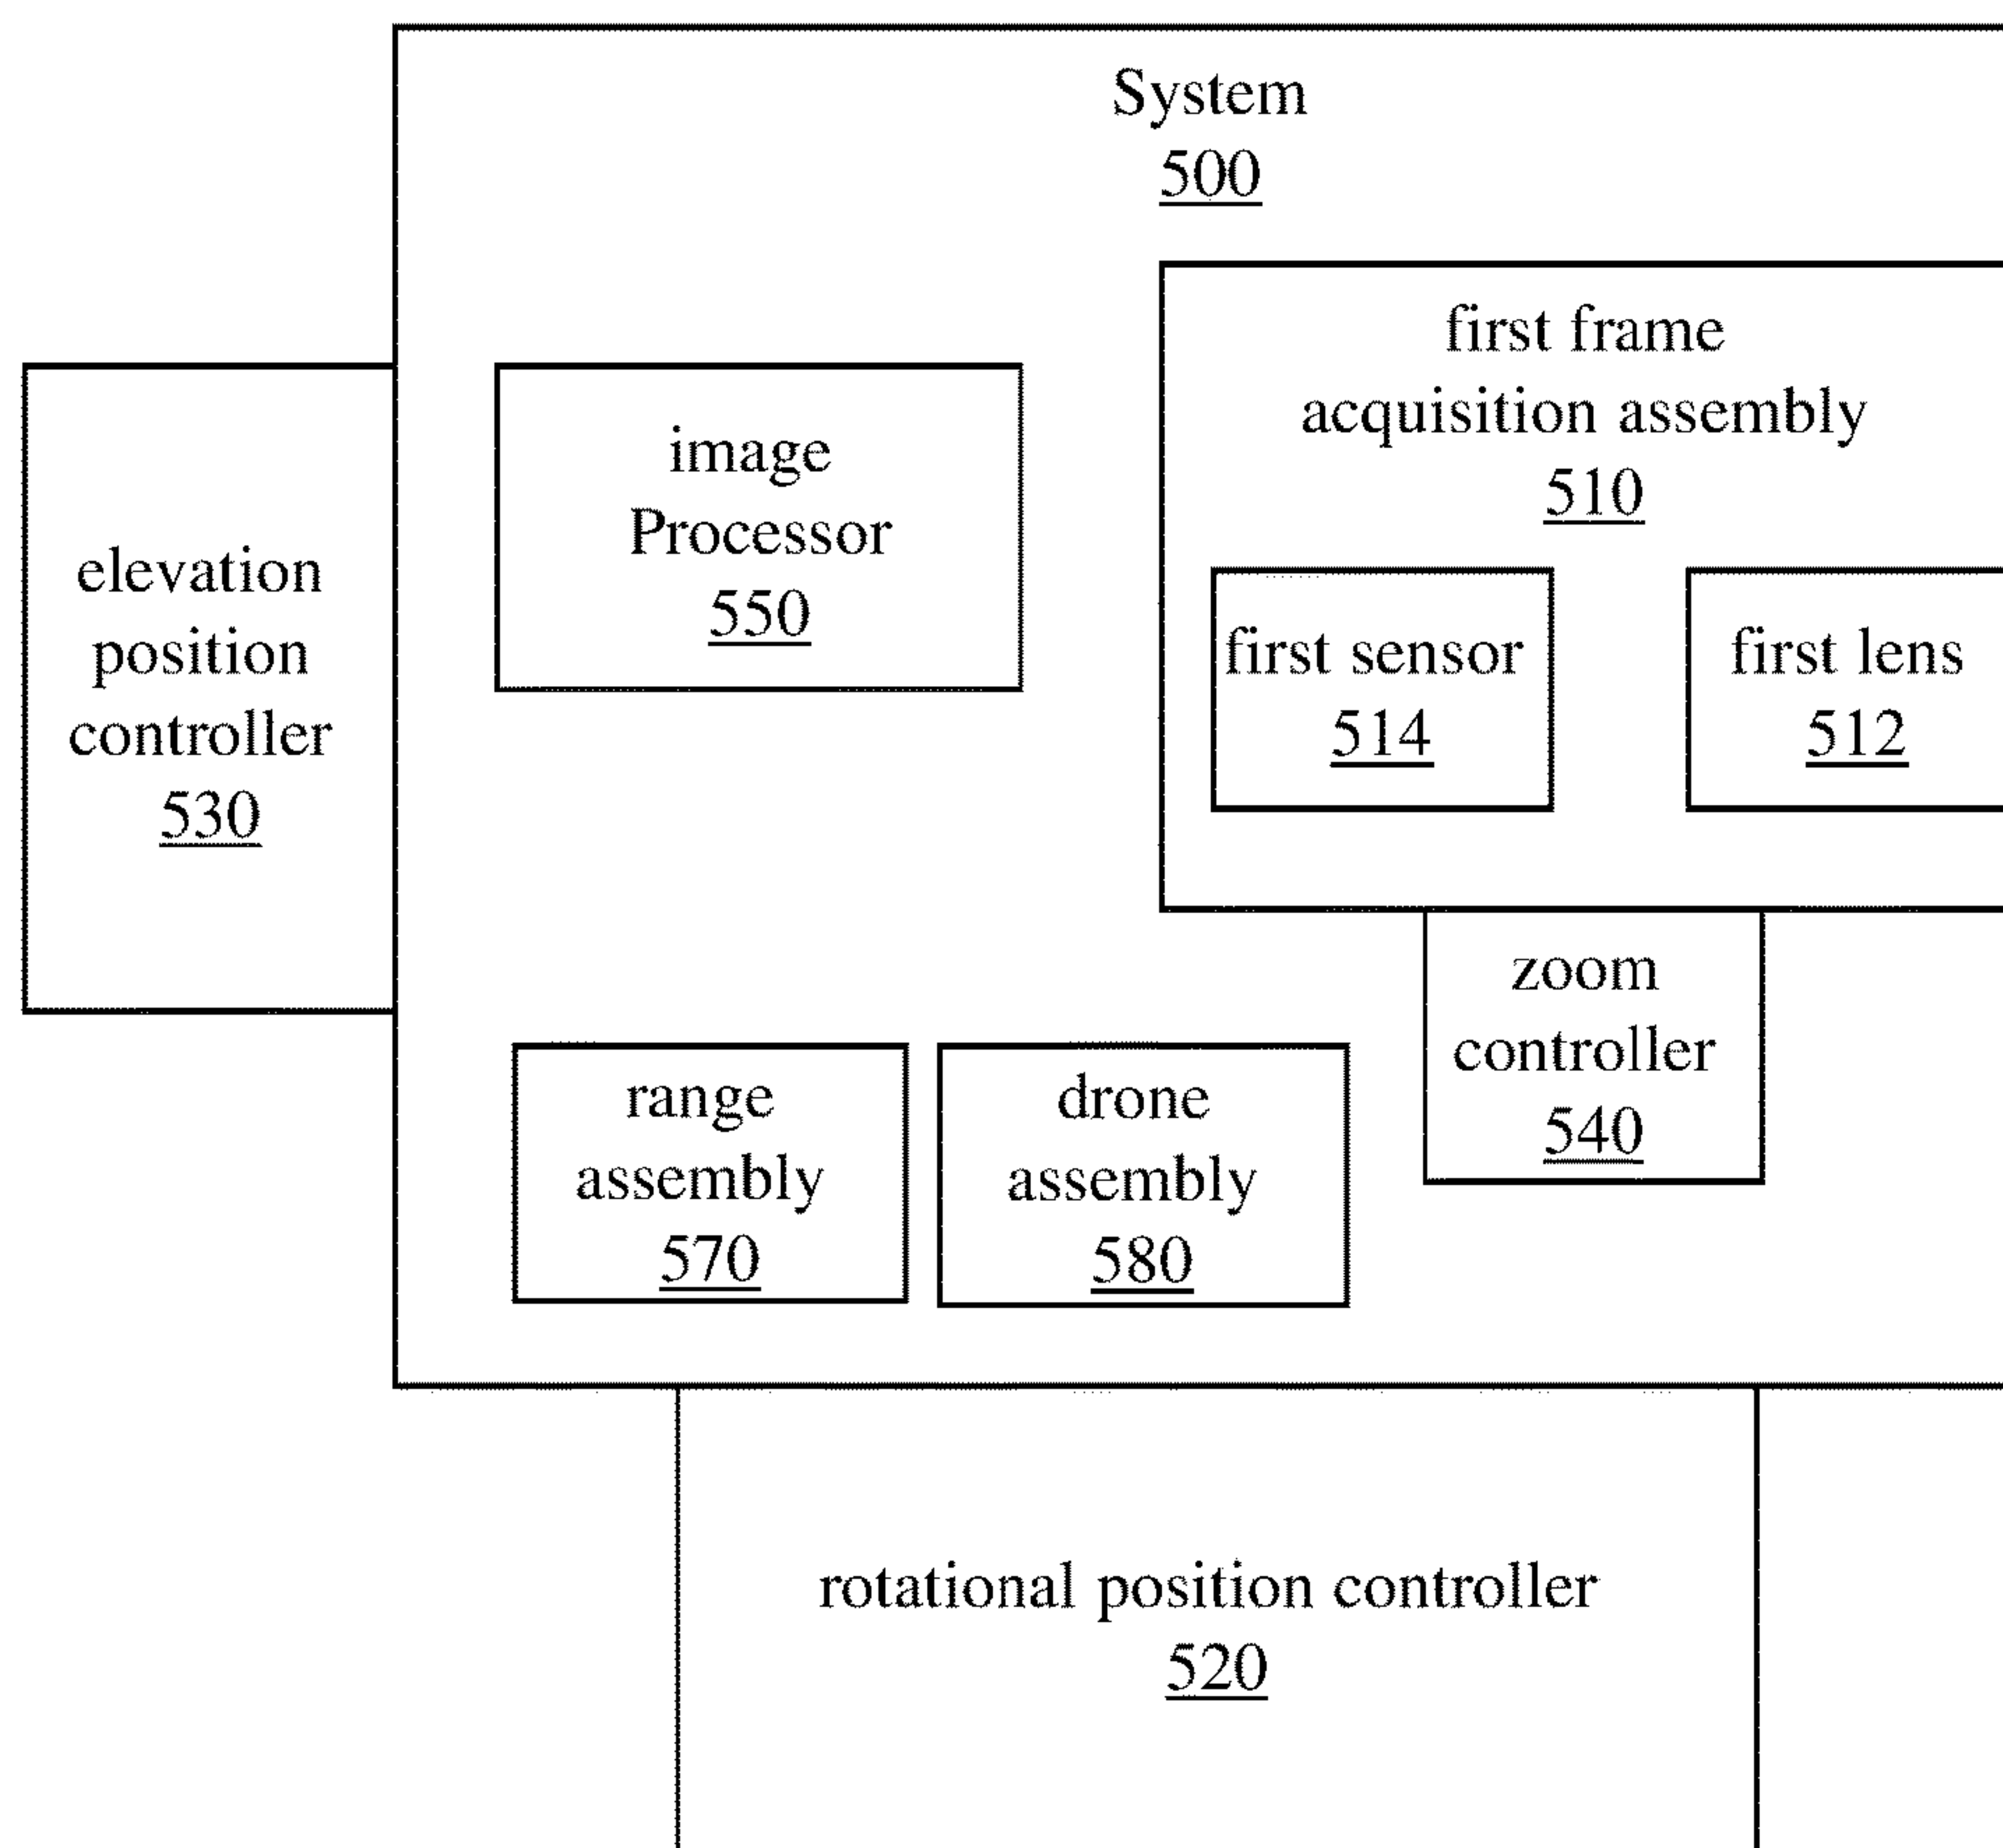 System
500
first frame
acquisition assembly
510
image
Processor
550
elevation
position
controller
530
first sensor
514
first lens
512
zoom
controller
540
range
assembly
570
drone
assembly
580
rotational position controller
520